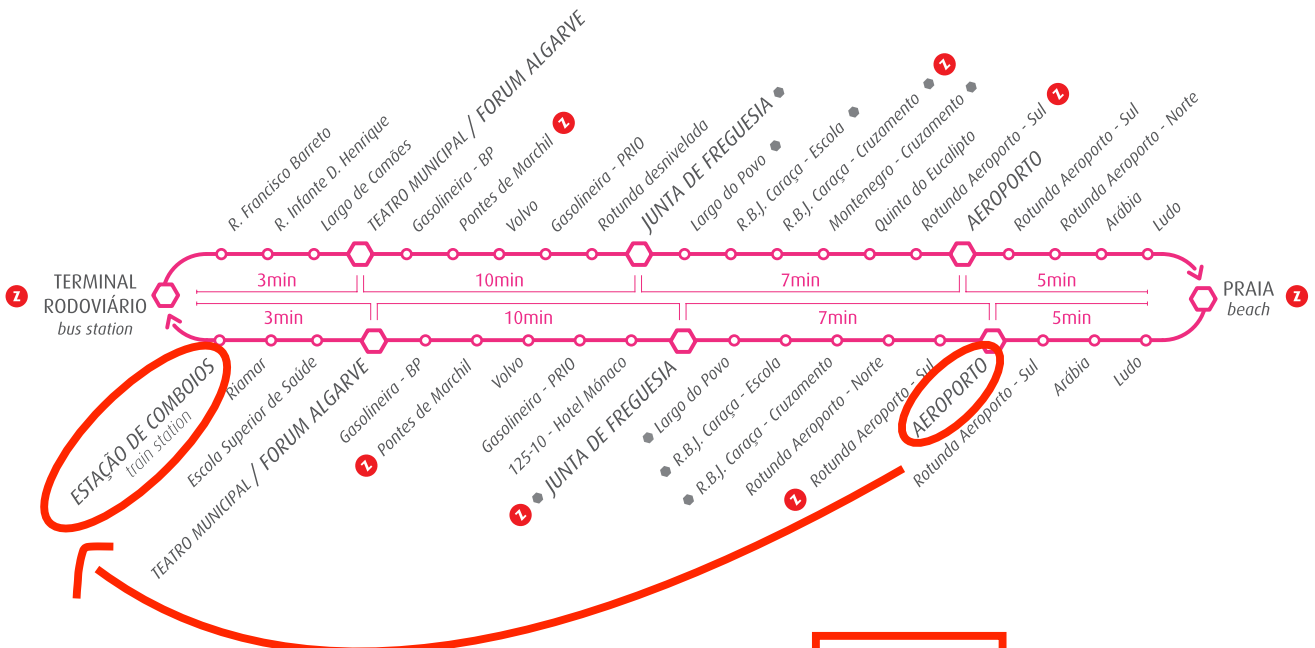 R. Francisco Barreto
R. Infante D. Henrique
Largo de Camões
TEATRO MUNICIPAL / FORUM ALGARVE
Gasolineira - BP
Pontes de Marchil
Z
Volvo
Gasolineira - PRIO
Rotunda desnivelada
JUNTA DE FREGUESIA
Largo do Povo
R.B.J. Caraça - Escola
R.B.J. Caraça - Cruzamento
Z
Montenegro - Cruzamento
Quinta do Eucalipto
Rotunda Aeroporto - Sul
Z
AEROPORTO
Rotunda Aeroporto - Sul
Rotunda Aeroporto - Norte
Arábia
Ludo
Z
TERMINAL
RODOVIÁRIO
bus station
3min
10min
7min
5min
3min
10min
7min
5min
PRAIA
beach
Z
ESTAÇÃO DE COMBOIOS
train station
Riamar
Escola Superior de Saúde
TEATRO MUNICIPAL / FORUM ALGARVE
Gasolineira - BP
Z
Pontes de Marchil
Volvo
Gasolineira - PRIO
125-10 - Hotel Mónaco
Z
JUNTA DE FREGUESIA
Largo do Povo
R.B.J. Caraça - Escola
R.B.J. Caraça - Cruzamento
Rotunda Aeroporto - Norte
Z
Rotunda Aeroporto - Sul
AEROPORTO
Rotunda Aeroporto - Sul
Arábia
Ludo